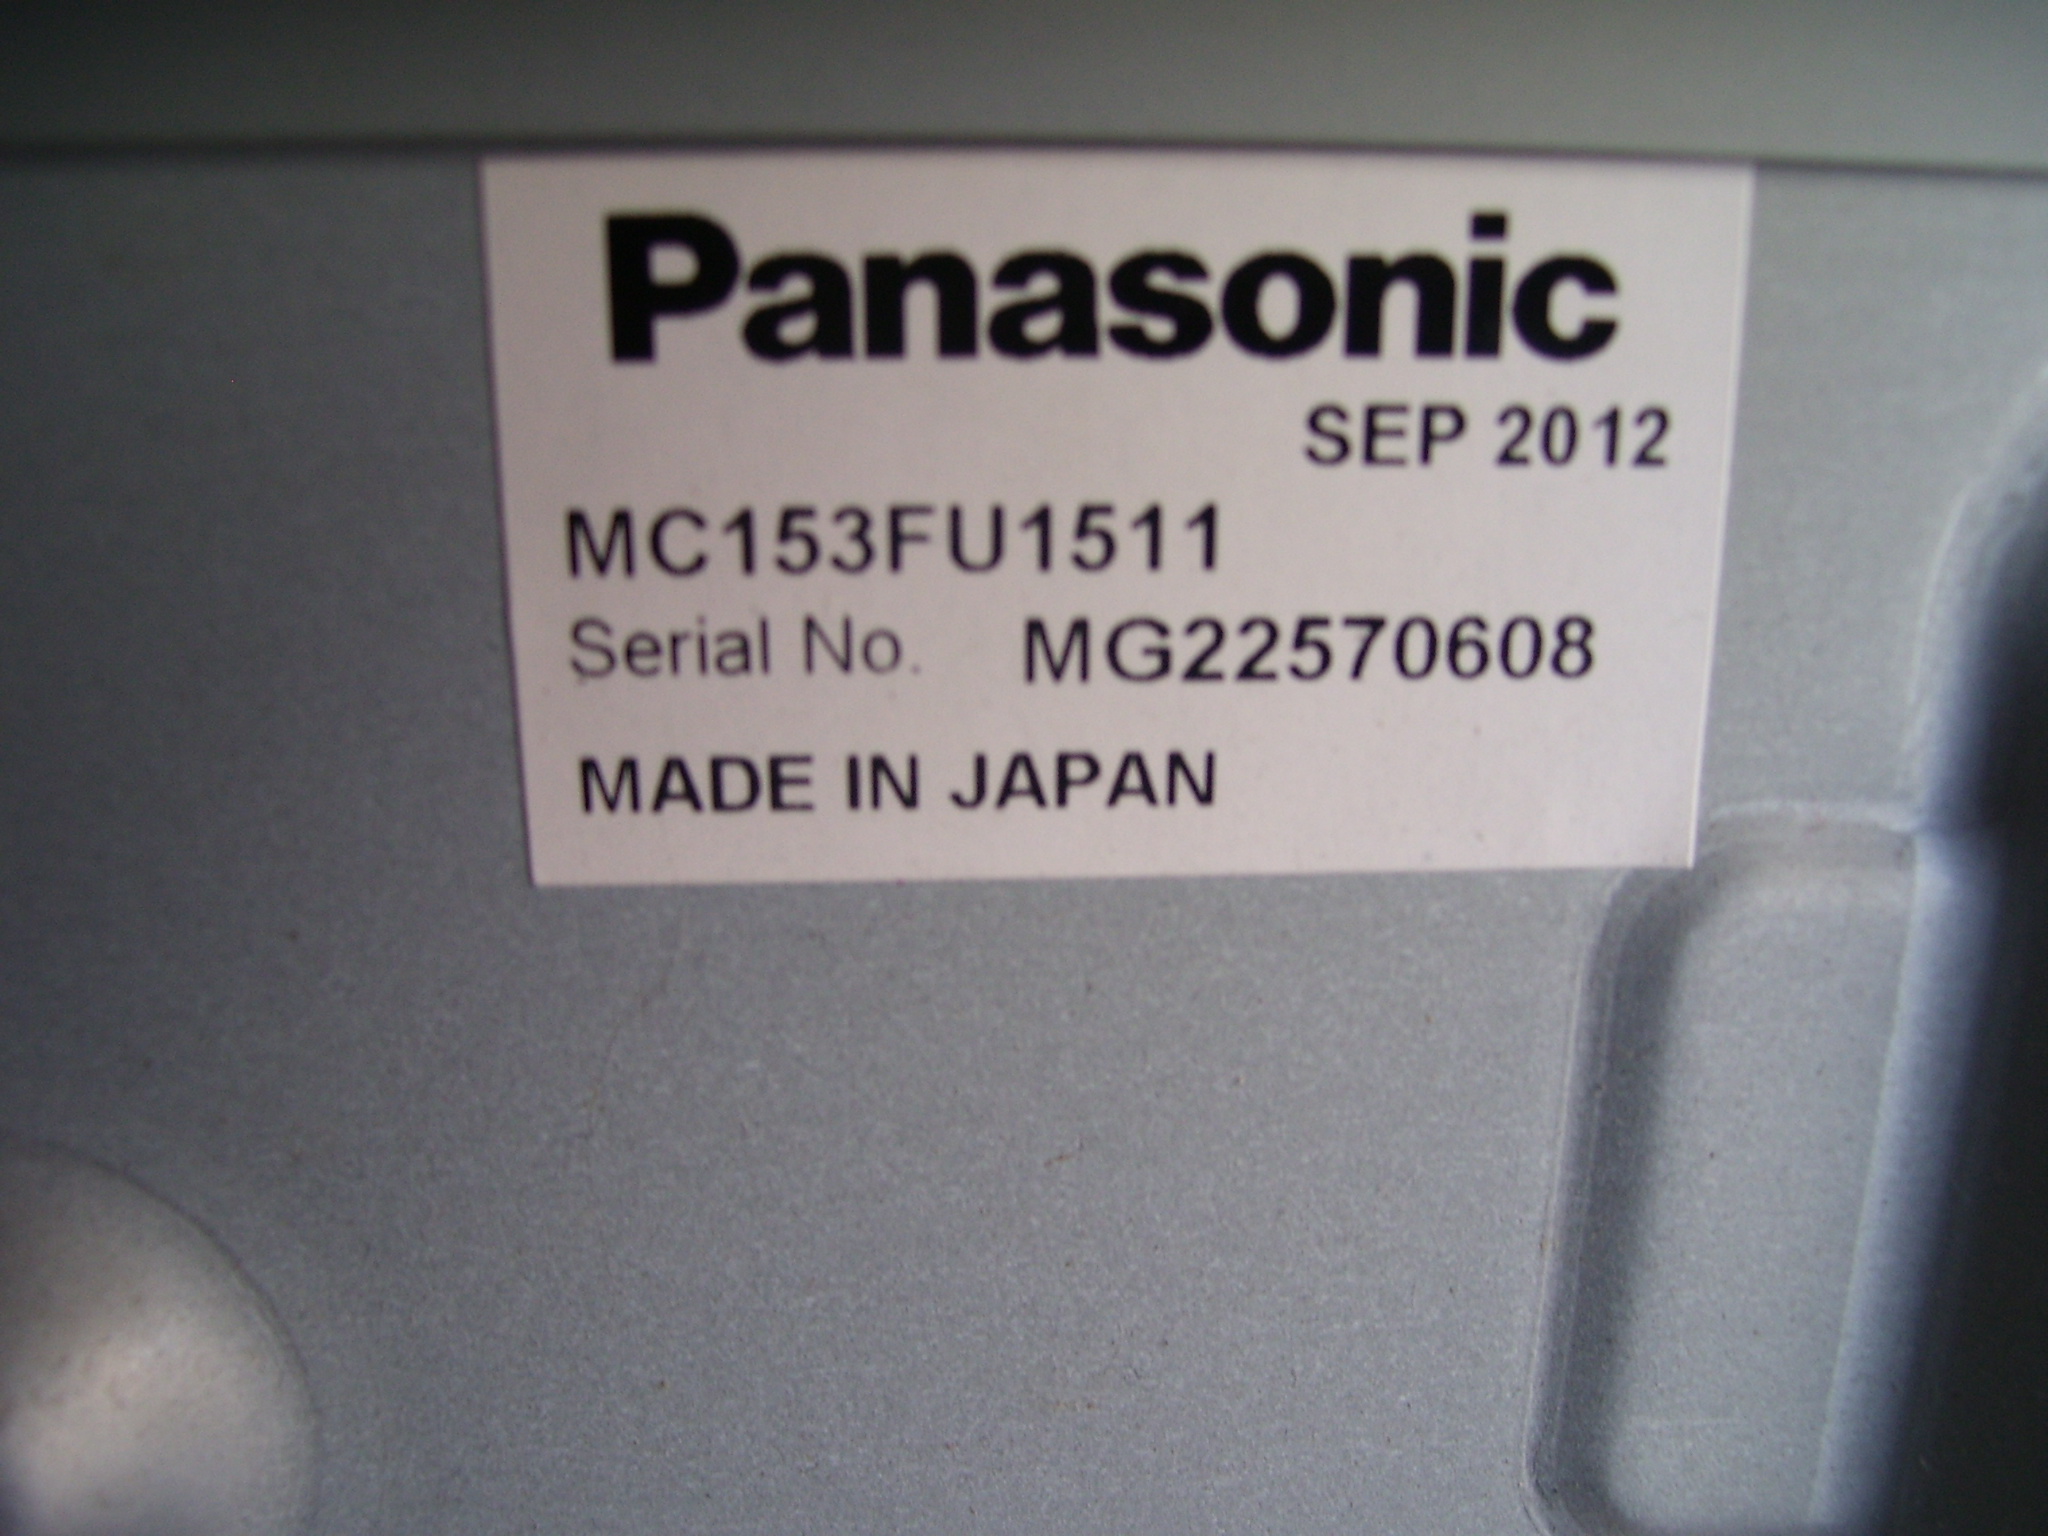 Panasonic
SEP 2012
MC153FU1511
Serial No. MG22570608
MADE IN JAPAN